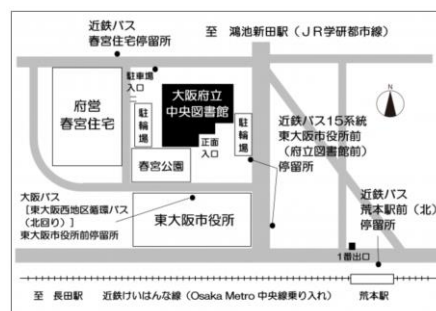 近鉄バス
春宮住宅停留所
至 鴻池新田駅（ＪＲ学研都市線）
駐車場
入口
大阪府立
中央図書館
府営
春宮住宅
駐輪場
駐輪場
正面
入口
N
近鉄バス15系統
東大阪市役所前
（府立図書館前）
停留所
春宮公園
大阪バス
［東大阪西地区循環バス
（北回り）］
東大阪市役所前停留所
東大阪市役所
近鉄バス
荒本駅前（北）
停留所
1番出口
至 長田駅 近鉄けいはんな線（Osaka Metro 中央線乗り入れ） 荒本駅